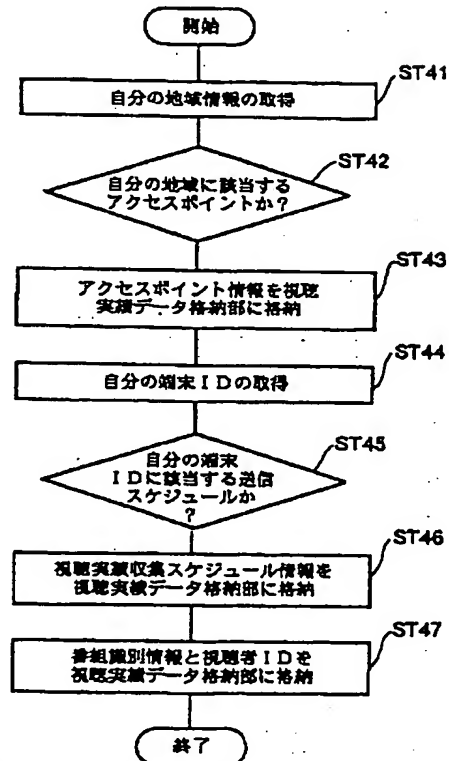 開始
ST41
自分の地域情報の取得
ST42
自分の地域に該当する
アクセスポイントか?
ST43
アクセスポイント情報を視聴
実績データ格納部に格納
ST44
自分の端末IDの取得
ST45
自分の端末
IDに該当する送信
スケジュールか
?
ST46
視聴実績収集スケジュール情報を
視聴実績データ格納部に格納
ST47
番組識別情報と視聴者IDを
視聴実績データ格納部に格納
終了